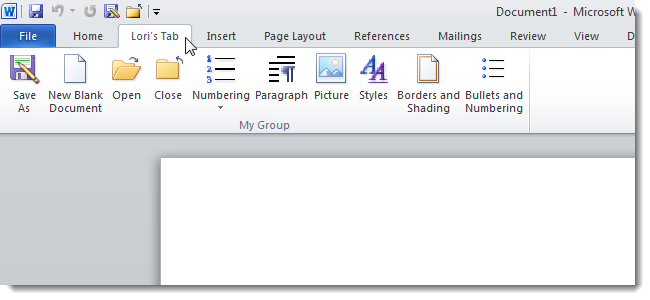 Document1 - Microsoft W
File Home Lori's Tab Insert Page Layout References Mailings Review View D
Save As
New Blank Document
Open
Close
Numbering
Paragraph
Picture
Styles
Borders and Shading
Bullets and Numbering
My Group